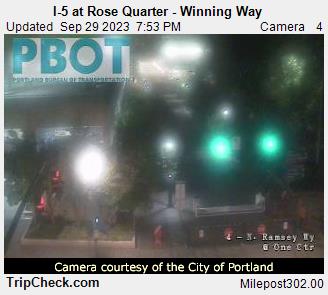 I-5 at Rose Quarter - Winning Way
Updated Sep 29 2023 7:53 PM Camera 4
PBOT
PORTLAND BUREAU OF TRANSPORTATION
4 - N. Ramsey Wy
@ One Ctr
Camera courtesy of the City of Portland
TripCheck.com Milepost302.00